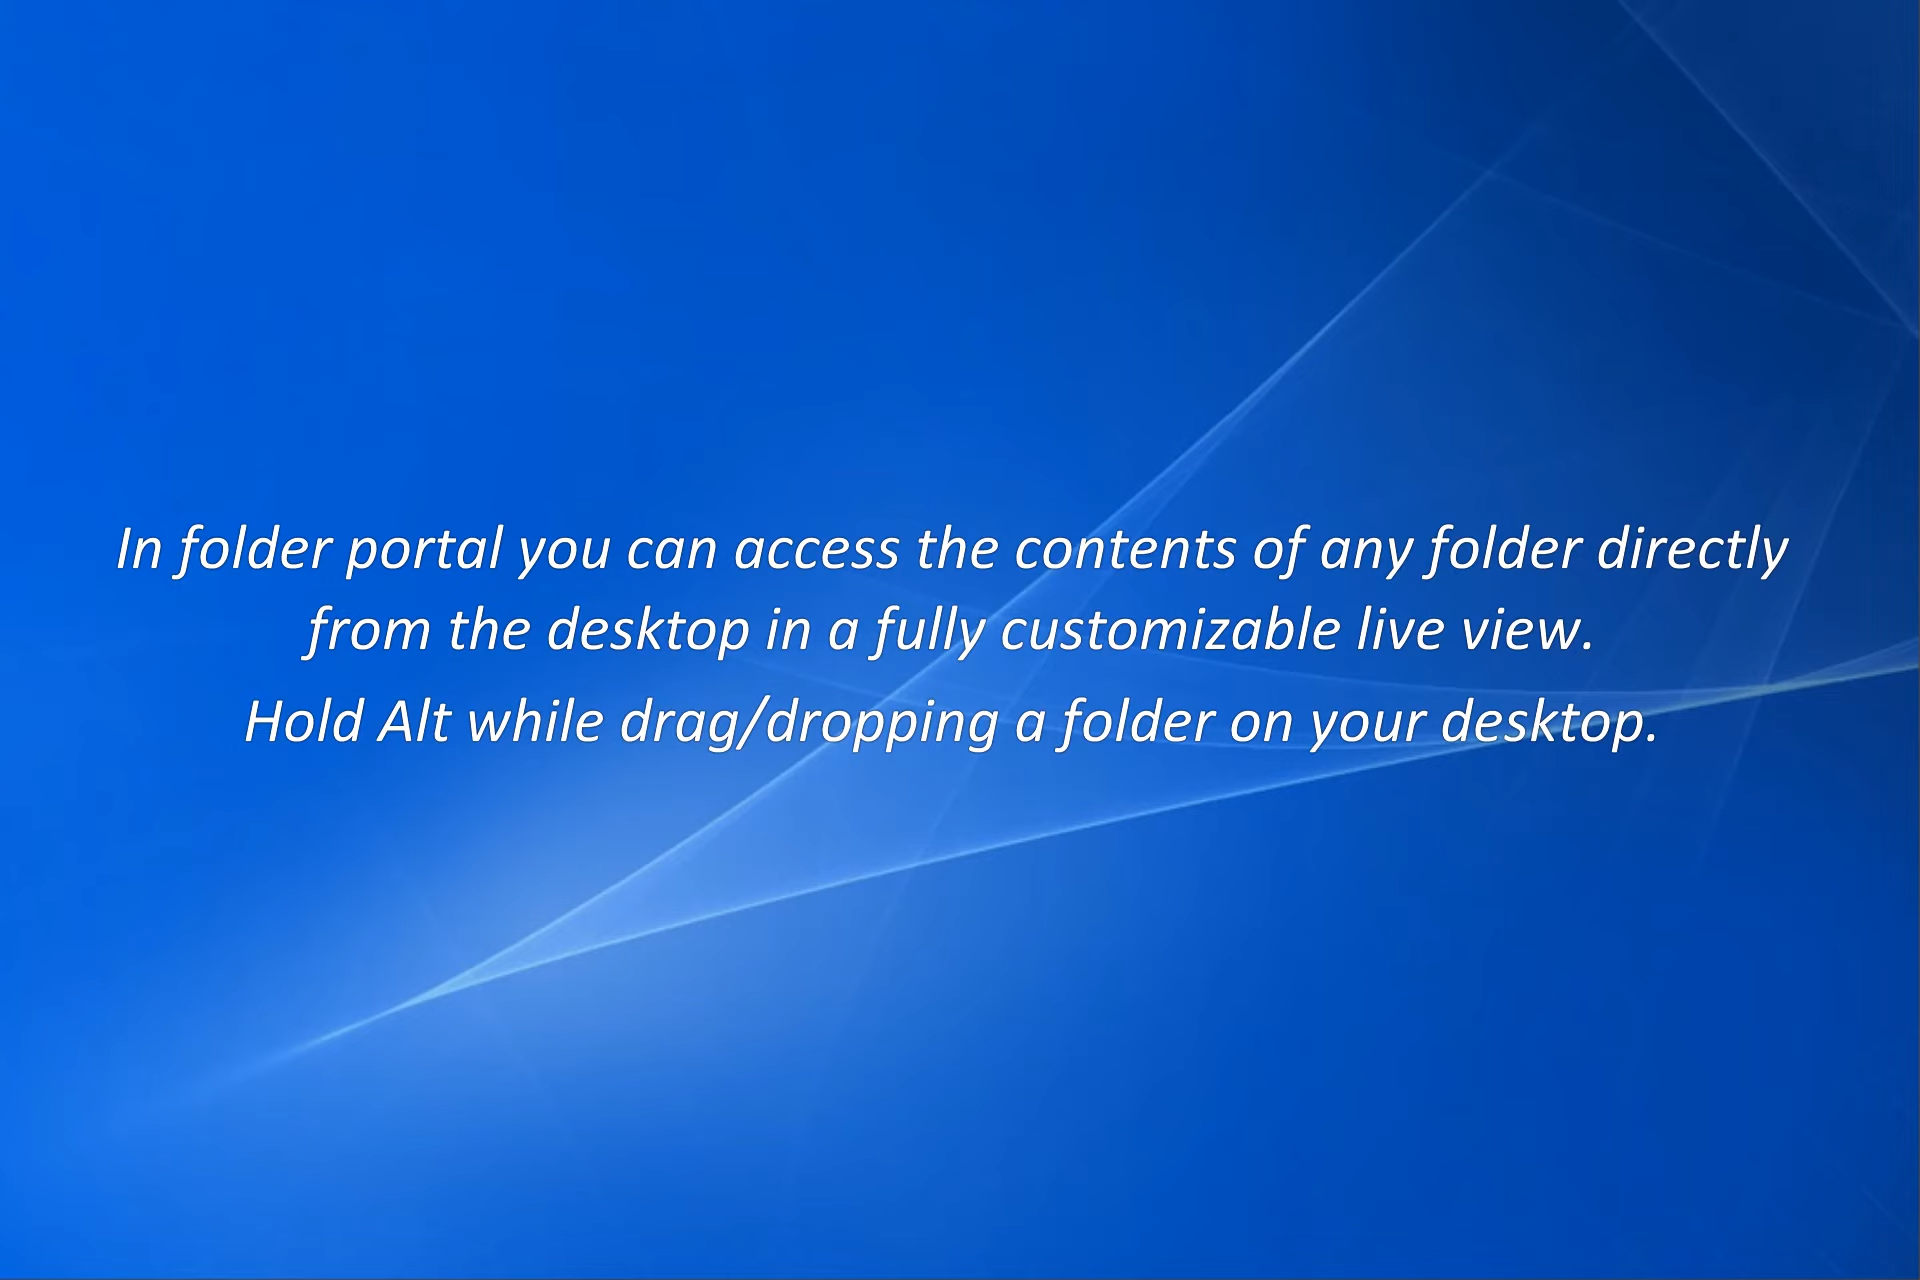 In folder portal you can access the contents of any folder directly
from the desktop in a fully customizable live view.
Hold Alt while drag/dropping a folder on your desktop.